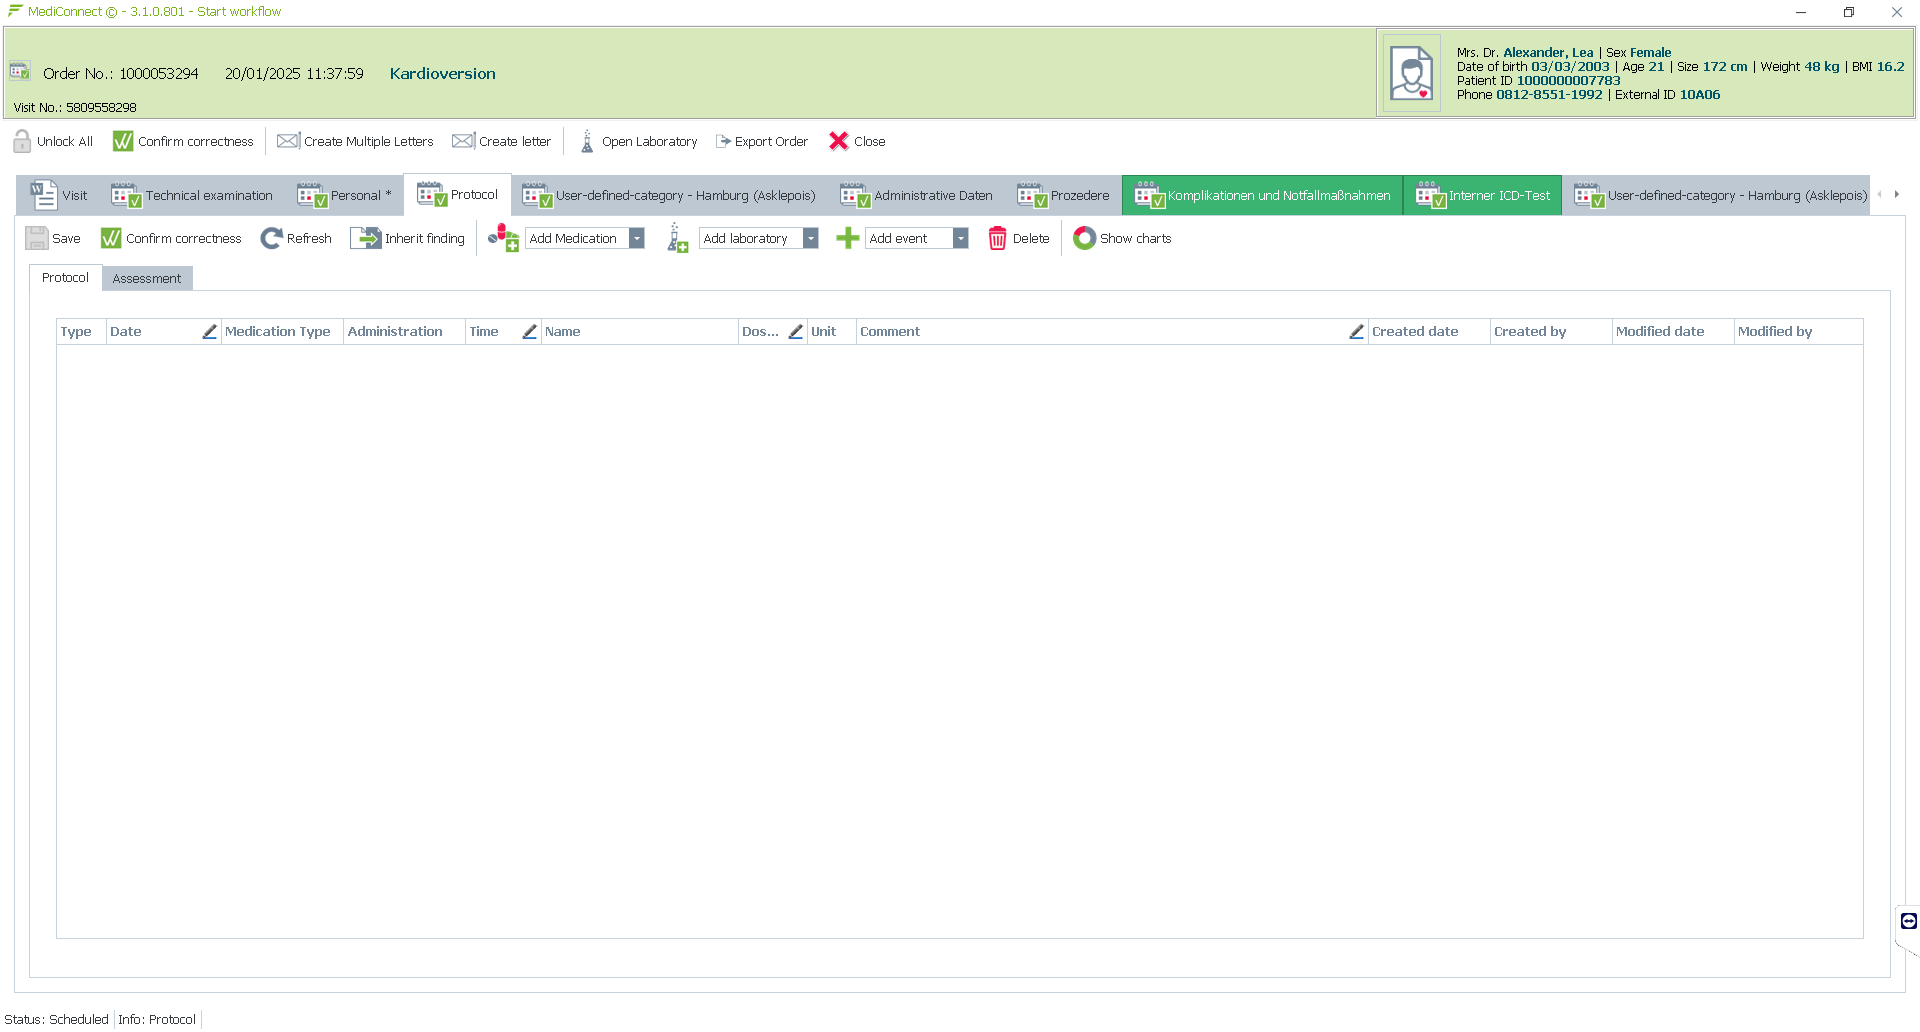 MediConnect © - 3.1.0.801 - Start workflow
Order No.: 1000053294 20/01/2025 11:37:59 Kardioversion
Visit No.: 5809558298
Mrs. Dr. Alexander, Lea | Sex Female
Date of birth 03/03/2003 | Age 21 | Size 172 cm | Weight 48 kg | BMI 16.2
Patient ID 1000000007783
Phone 0812-8551-1992 | External ID 10A06
Unlock All Confirm correctness Create Multiple Letters Create letter Open Laboratory Export Order Close
Visit Technical examination Personal * Protocol User-defined-category - Hamburg (Asklepois) Administrative Daten Prozedere Komplikationen und Notfallmaßnahmen Interner ICD-Test User-defined-category - Hamburg (Asklepois)
Save Confirm correctness Refresh Inherit finding Add Medication Add laboratory Add event Delete Show charts
Protocol Assessment
Type Date Medication Type Administration Time Name Dos... Unit Comment Created date Created by Modified date Modified by
Status: Scheduled Info: Protocol